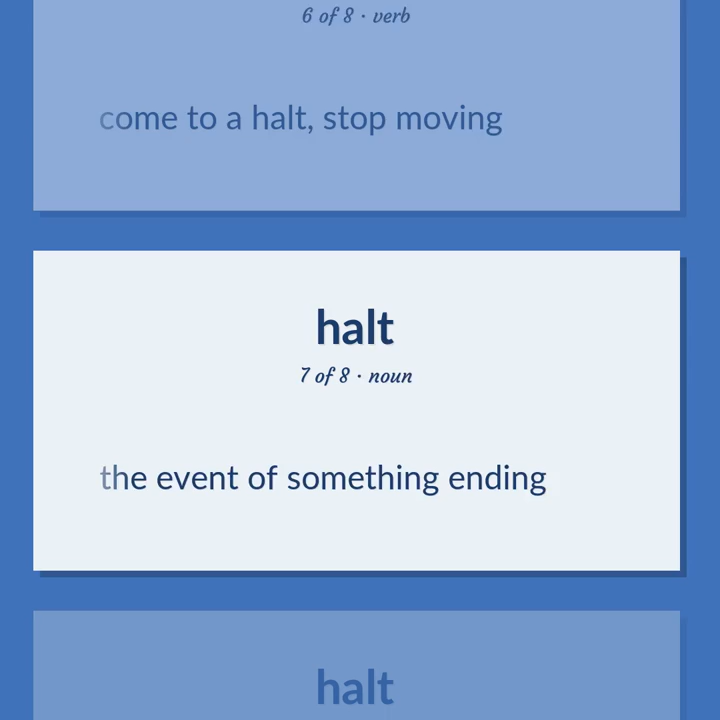 6 of 8 · verb
come to a halt, stop moving
halt
7 of 8 · noun
the event of something ending
halt